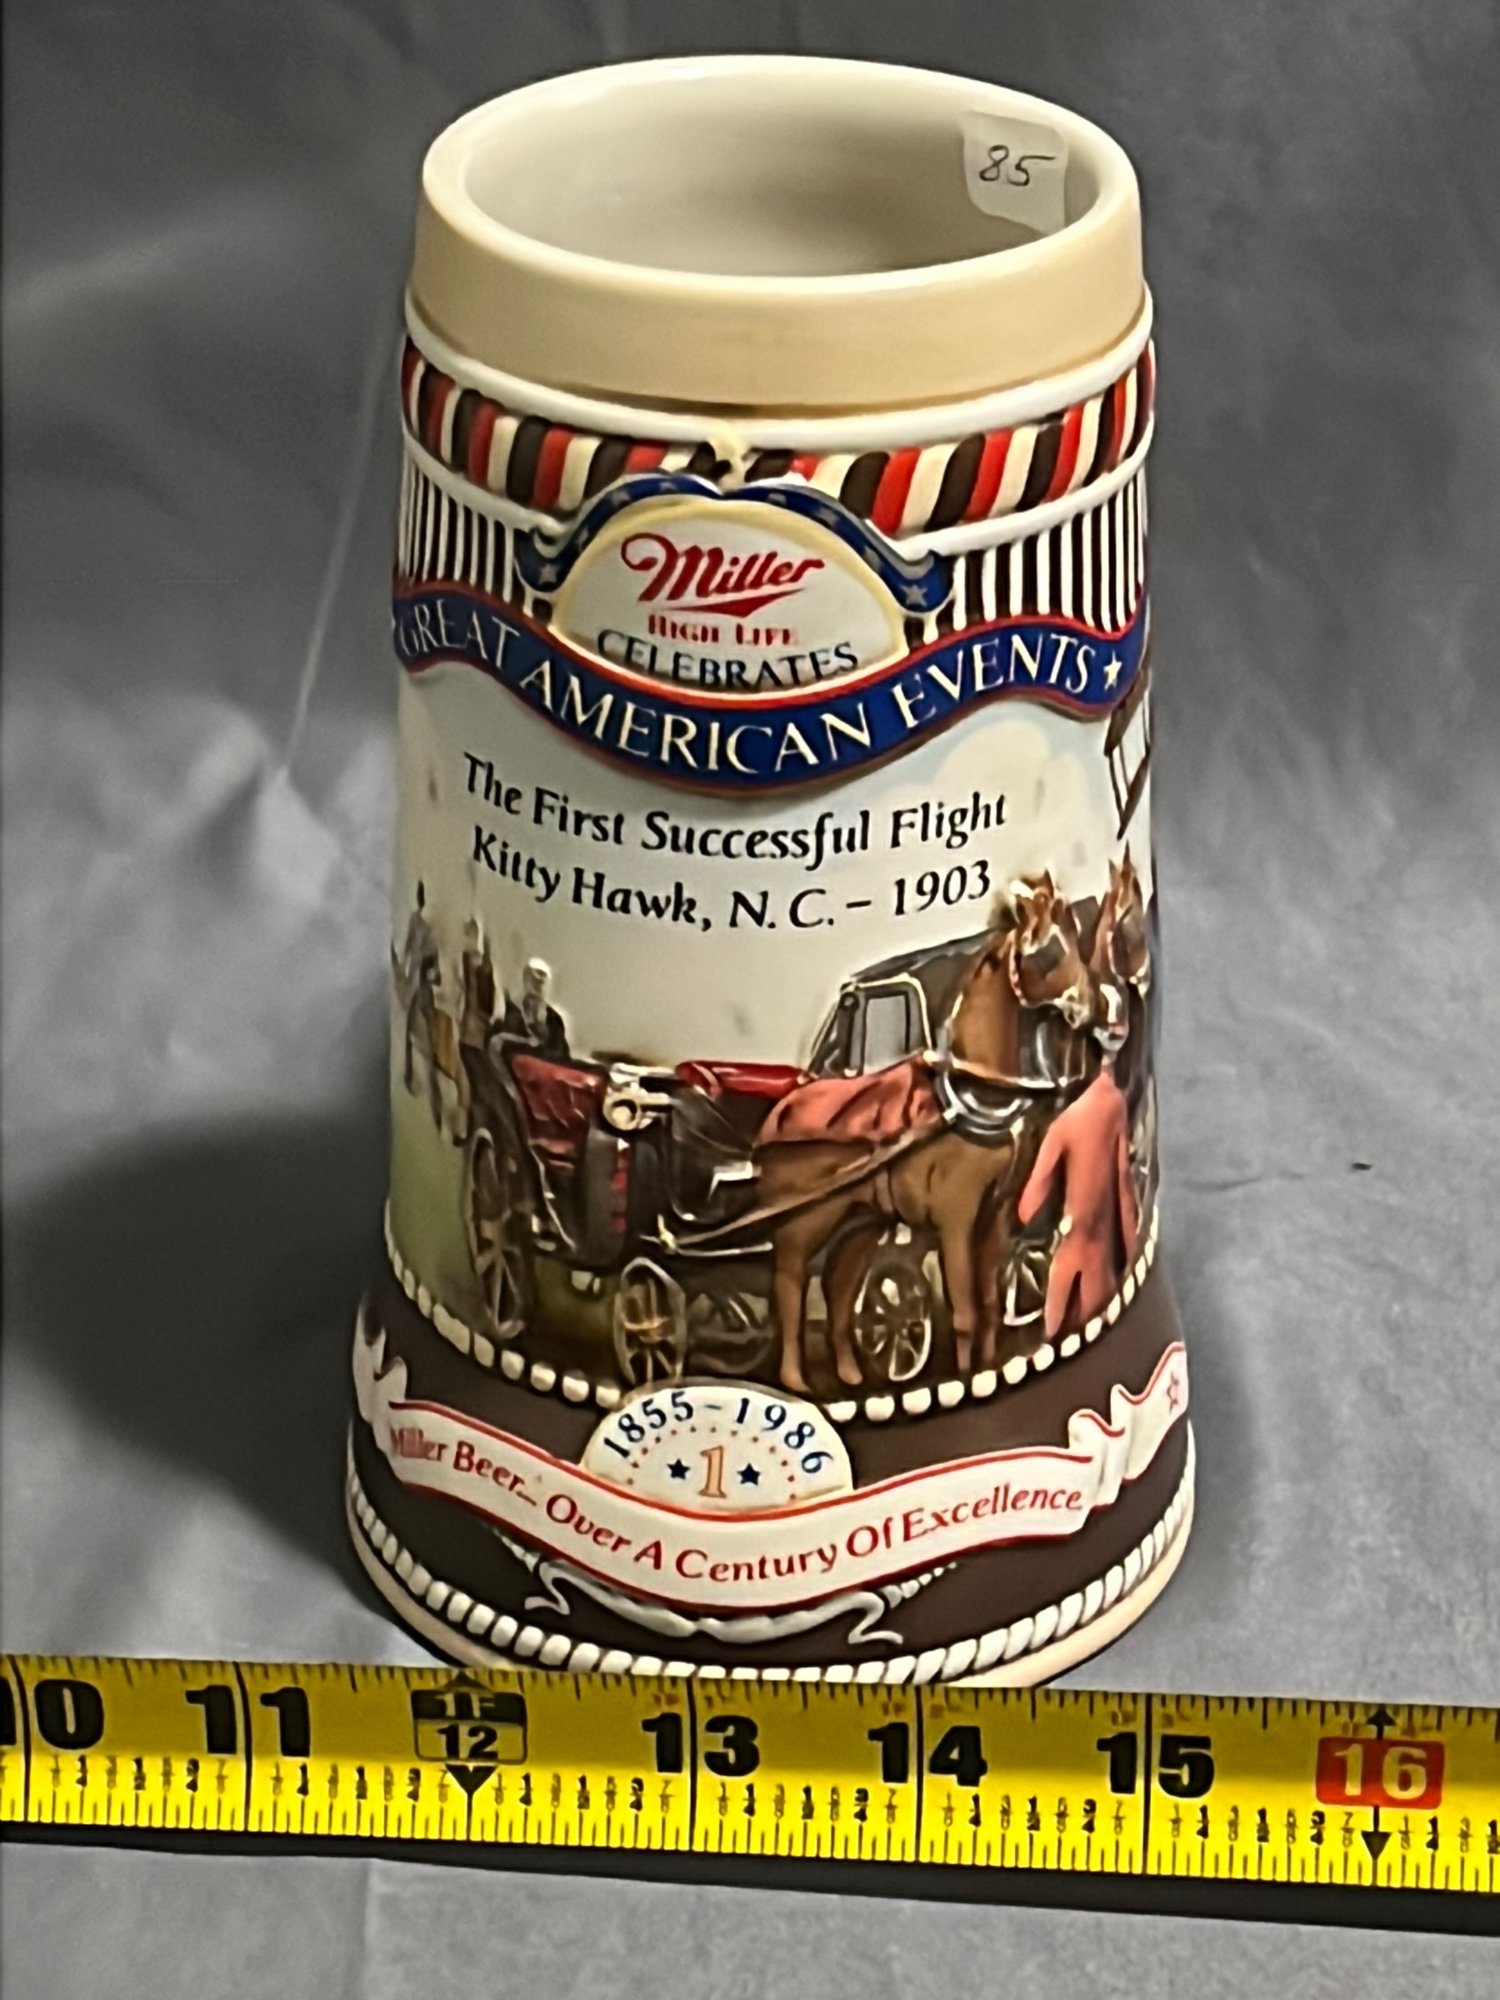 85
Miller
HIGH LIFE
CELEBRATES
GREAT AMERICAN EVENTS ★
The First Successful Flight
Kitty Hawk, N.C. – 1903
1855–1986
★ 1 ★
Miller Beer... Over A Century Of Excellence
10 11 1F 12 13 14 15 16